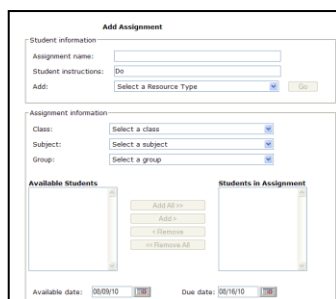 Add Assignment
Student information
Assignment name:
Student instructions: Do
Add: Select a Resource Type Go
Assignment information
Class: Select a class
Subject: Select a subject
Group: Select a group
Available Students Students in Assignment
Add All >>
Add >
< Remove
<< Remove All
Available date: 08/09/10 Due date: 08/16/10